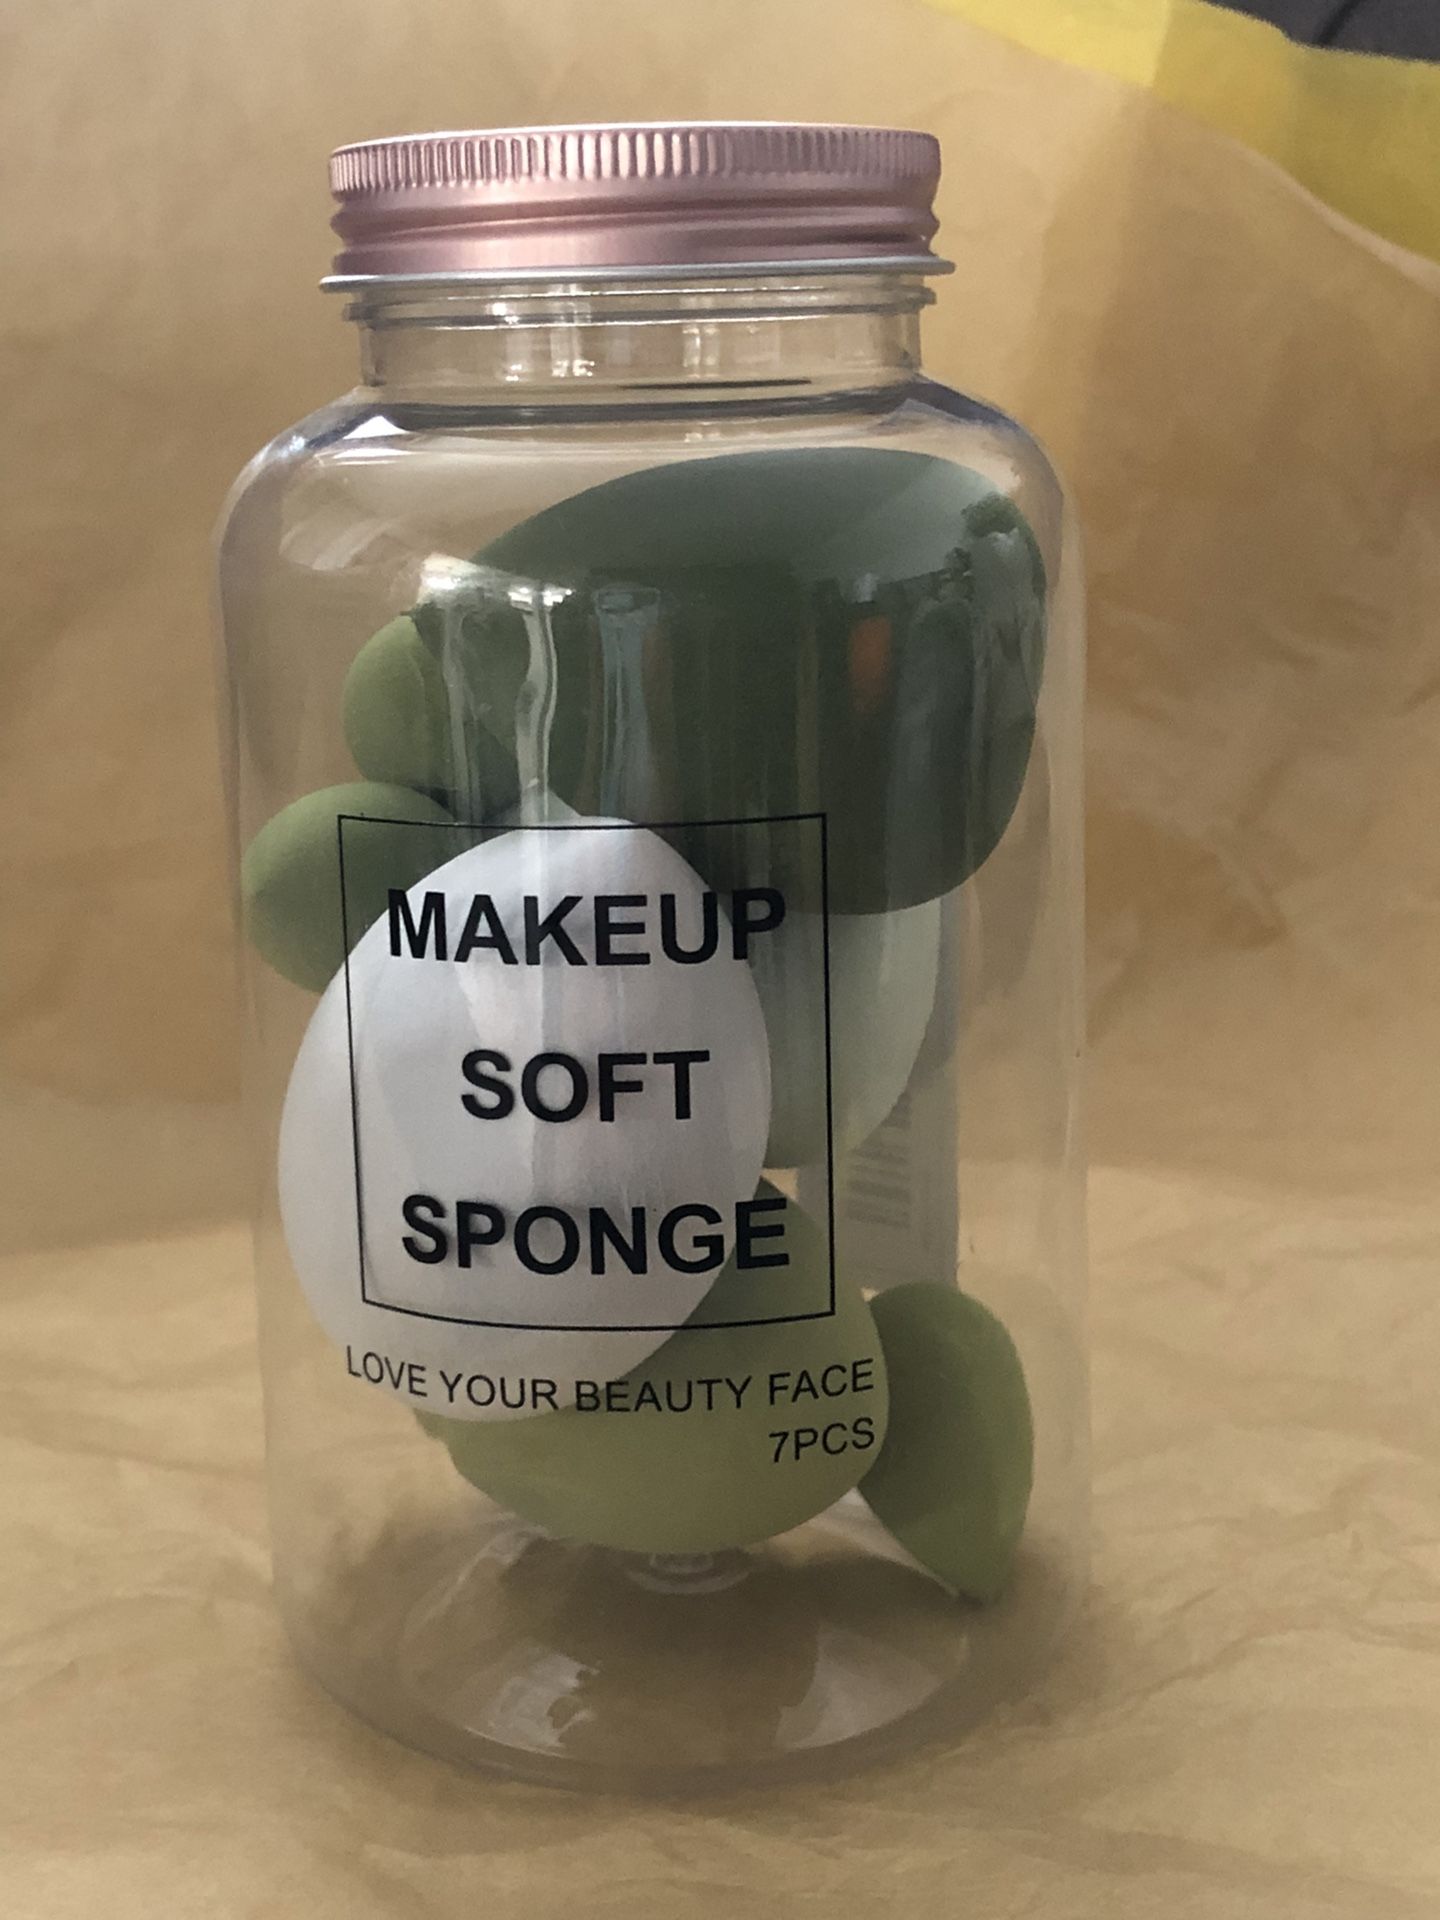 MAKEUP
SOFT
SPONGE
LOVE YOUR BEAUTY FACE
7PCS